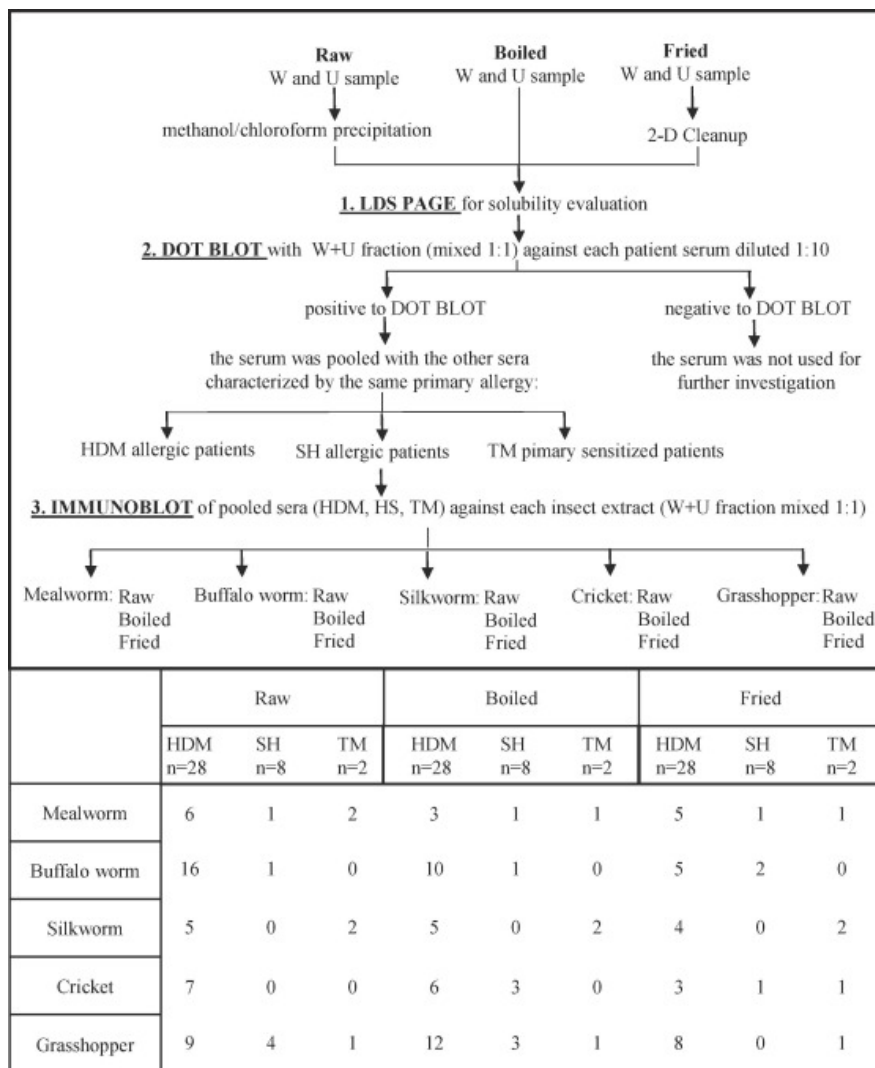 Raw Boiled Fried
W and U sample W and U sample W and U sample
methanol/chloroform precipitation 2-D Cleanup
1. LDS PAGE for solubility evaluation
2. DOT BLOT with W+U fraction (mixed 1:1) against each patient serum diluted 1:10
positive to DOT BLOT negative to DOT BLOT
the serum was pooled with the other sera the serum was not used for
characterized by the same primary allergy: further investigation
HDM allergic patients SH allergic patients TM pimary sensitized patients
3. IMMUNOBLOT of pooled sera (HDM, HS, TM) against each insect extract (W+U fraction mixed 1:1)
Mealworm: Raw Buffalo worm: Raw Silkworm: Raw Cricket: Raw Grasshopper: Raw
Boiled Boiled Boiled Boiled Boiled
Fried Fried Fried Fried Fried
Raw Boiled Fried
HDM SH TM HDM SH TM HDM SH TM
n=28 n=8 n=2 n=28 n=8 n=2 n=28 n=8 n=2
Mealworm 6 1 2 3 1 1 5 1 1
Buffalo worm 16 1 0 10 1 0 5 2 0
Silkworm 5 0 2 5 0 2 4 0 2
Cricket 7 0 0 6 3 0 3 1 1
Grasshopper 9 4 1 12 3 1 8 0 1